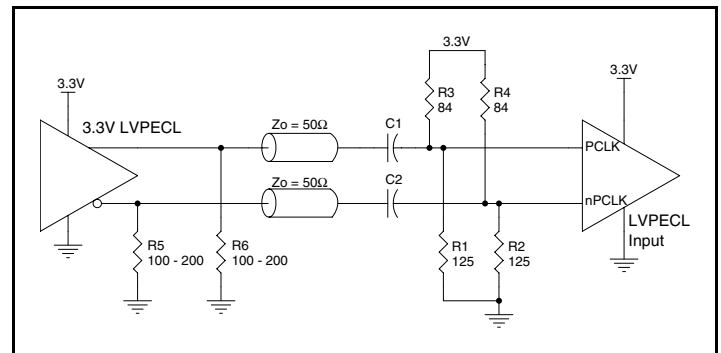 3.3V
3.3V
3.3V
R3
84
R4
84
3.3V LVPECL
Zo = 50Ω
C1
PCLK
Zo = 50Ω
C2
nPCLK
LVPECL
Input
R5
100 - 200
R6
100 - 200
R1
125
R2
125